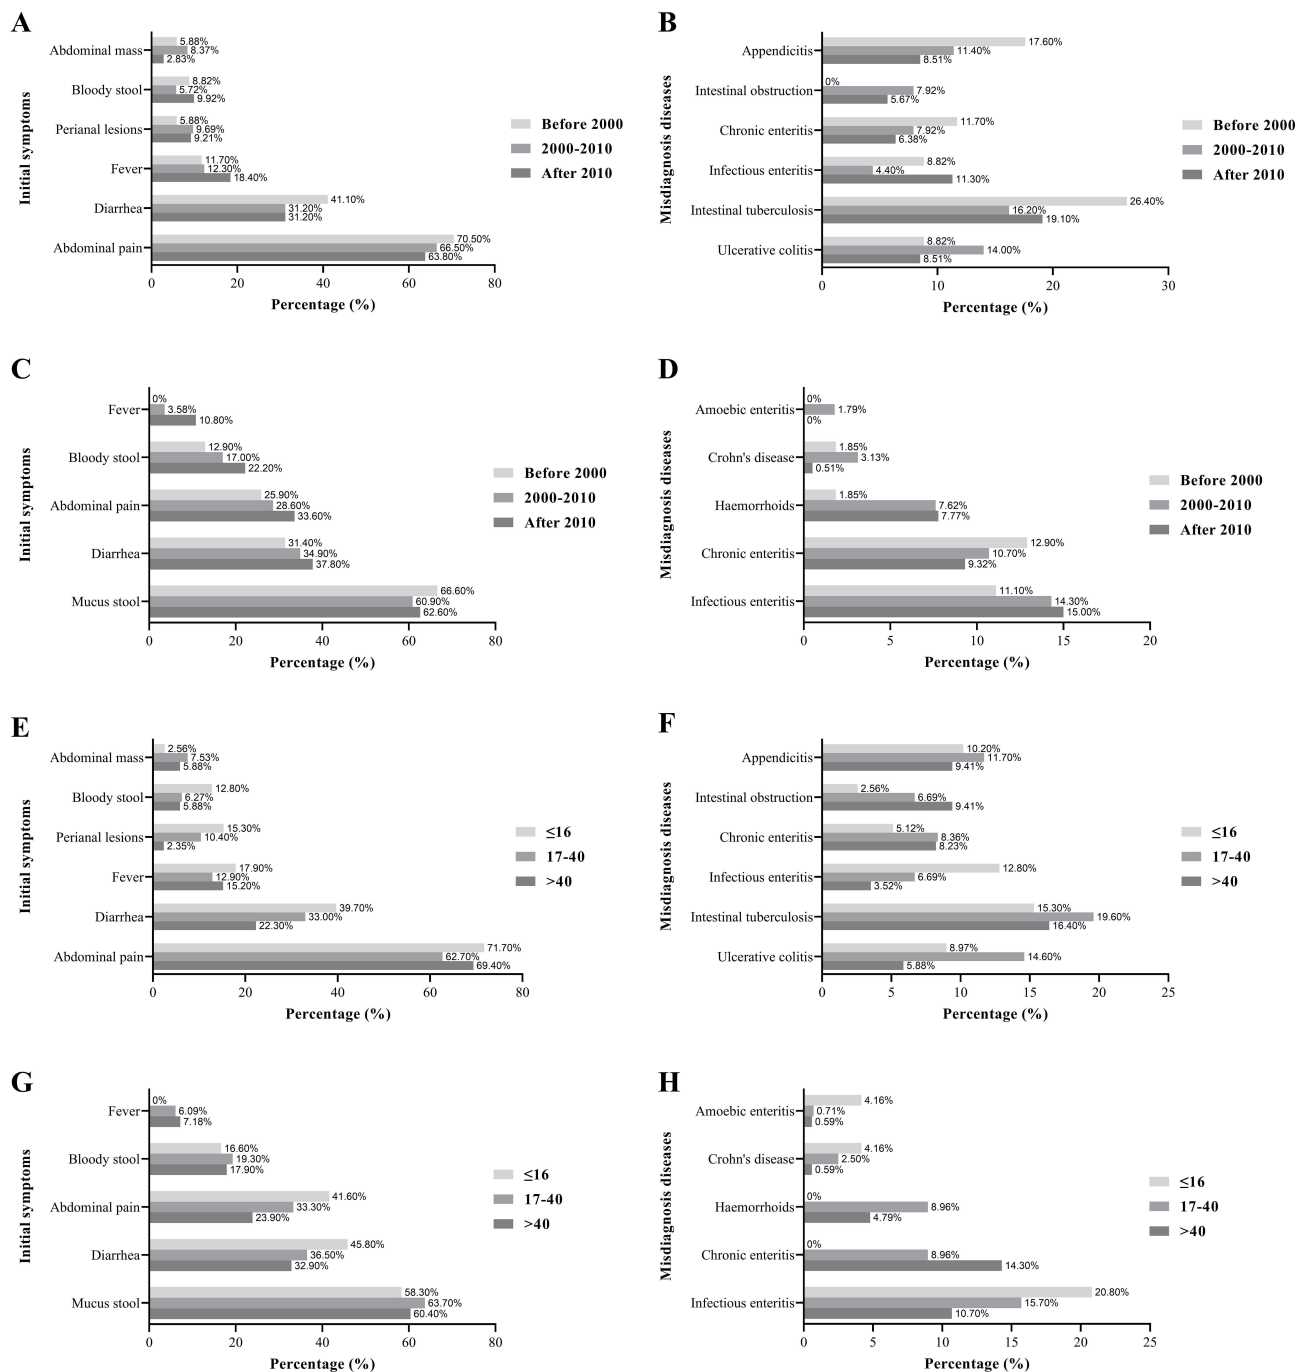 A
Initial symptoms
Abdominal mass
5.88%
8.37%
2.83%
Bloody stool
8.82%
5.72%
9.92%
Perianal lesions
5.88%
9.69%
9.21%
Fever
11.70%
12.30%
18.40%
Diarrhea
41.10%
31.20%
31.20%
Abdominal pain
70.50%
66.50%
63.80%
0 20 40 60 80
Percentage (%)
Before 2000
2000-2010
After 2010
B
Misdiagnosis diseases
Appendicitis
17.60%
11.40%
8.51%
Intestinal obstruction
0%
7.92%
5.67%
Chronic enteritis
11.70%
7.92%
6.38%
Infectious enteritis
8.82%
4.40%
11.30%
Intestinal tuberculosis
26.40%
16.20%
19.10%
Ulcerative colitis
8.82%
14.00%
8.51%
0 10 20 30
Percentage (%)
Before 2000
2000-2010
After 2010
C
Initial symptoms
Fever
0%
3.58%
10.80%
Bloody stool
12.90%
17.00%
22.20%
Abdominal pain
25.90%
28.60%
33.60%
Diarrhea
31.40%
34.90%
37.80%
Mucus stool
66.60%
60.90%
62.60%
0 20 40 60 80
Percentage (%)
Before 2000
2000-2010
After 2010
D
Misdiagnosis diseases
Amoebic enteritis
0%
1.79%
0%
Crohn's disease
1.85%
3.13%
0.51%
Haemorrhoids
1.85%
7.62%
7.77%
Chronic enteritis
12.90%
10.70%
9.32%
Infectious enteritis
11.10%
14.30%
15.00%
0 5 10 15 20
Percentage (%)
Before 2000
2000-2010
After 2010
E
Initial symptoms
Abdominal mass
2.56%
7.53%
5.88%
Bloody stool
12.80%
6.27%
5.88%
Perianal lesions
15.30%
10.40%
2.35%
Fever
17.90%
12.90%
15.20%
Diarrhea
39.70%
33.00%
22.30%
Abdominal pain
71.70%
62.70%
69.40%
0 20 40 60 80
Percentage (%)
≤16
17-40
>40
F
Misdiagnosis diseases
Appendicitis
10.20%
11.70%
9.41%
Intestinal obstruction
2.56%
6.69%
9.41%
Chronic enteritis
5.12%
8.36%
8.23%
Infectious enteritis
12.80%
6.69%
3.52%
Intestinal tuberculosis
15.30%
19.60%
16.40%
Ulcerative colitis
8.97%
14.60%
5.88%
0 5 10 15 20 25
Percentage (%)
≤16
17-40
>40
G
Initial symptoms
Fever
0%
6.09%
7.18%
Bloody stool
16.60%
19.30%
17.90%
Abdominal pain
41.60%
33.30%
23.90%
Diarrhea
45.80%
36.50%
32.90%
Mucus stool
58.30%
63.70%
60.40%
0 20 40 60 80
Percentage (%)
≤16
17-40
>40
H
Misdiagnosis diseases
Amoebic enteritis
4.16%
0.71%
0.59%
Crohn's disease
4.16%
2.50%
0.59%
Haemorrhoids
0%
8.96%
4.79%
Chronic enteritis
0%
8.96%
14.30%
Infectious enteritis
20.80%
15.70%
10.70%
0 5 10 15 20 25
Percentage (%)
≤16
17-40
>40